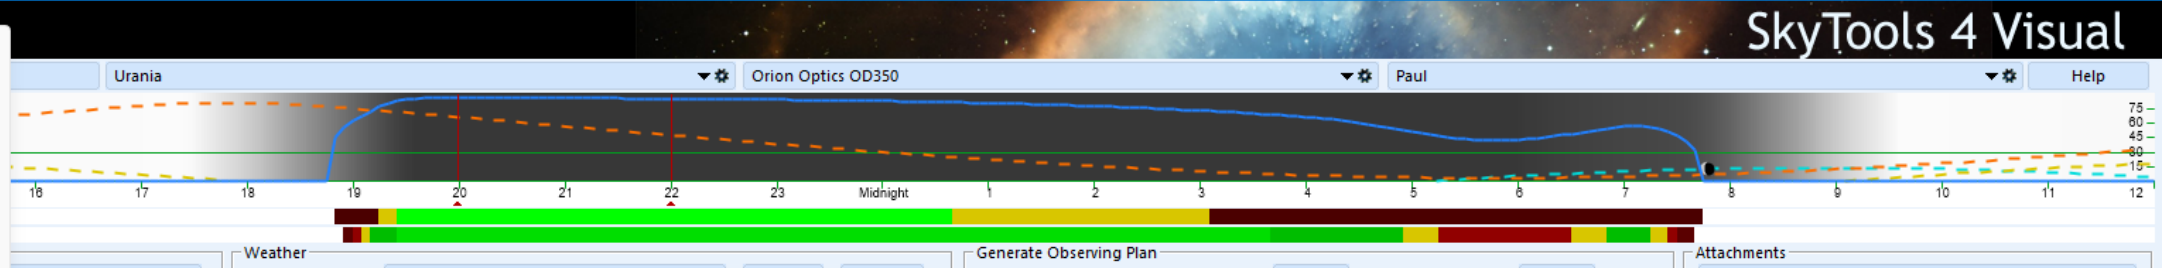 SkyTools 4 Visual
Urania Orion Optics OD350 Paul Help
75
60
45
30
15
16 17 18 19 20 21 22 23 Midnight 1 2 3 4 5 6 7 8 9 10 11 12
Weather Generate Observing Plan Attachments